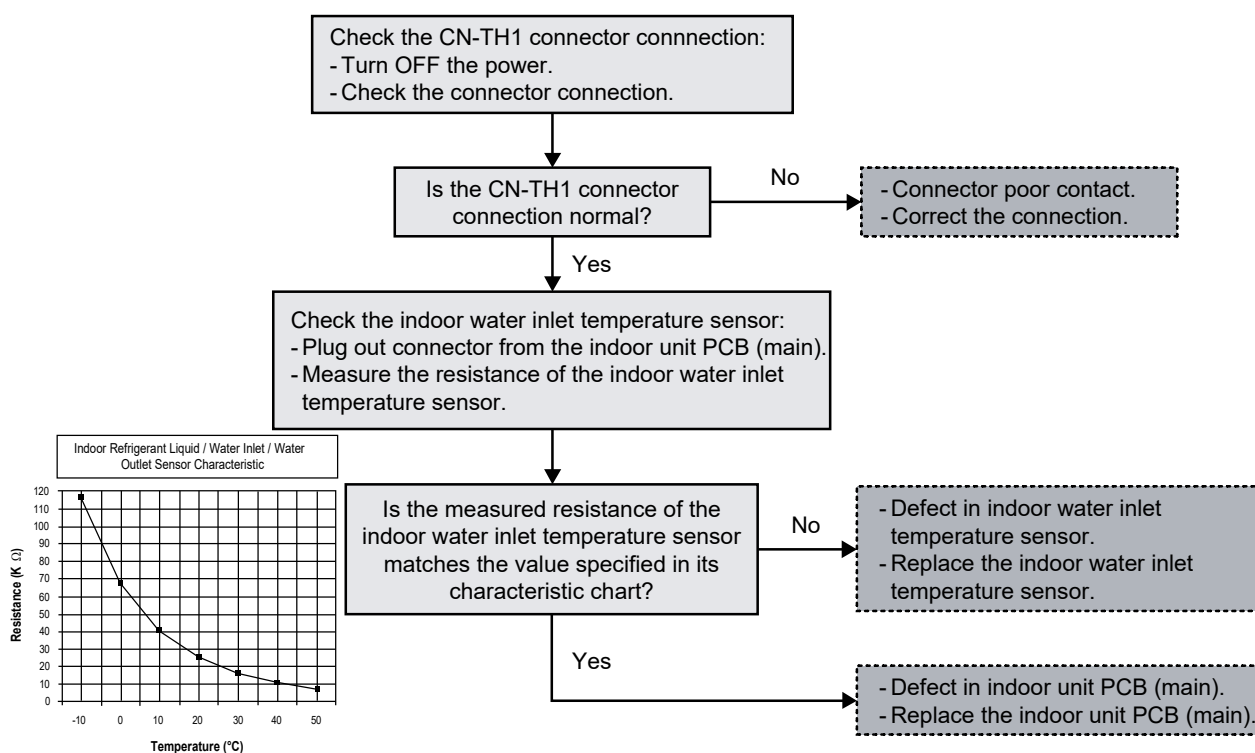 Check the CN-TH1 connector connnection:
- Turn OFF the power.
- Check the connector connection.
Is the CN-TH1 connector
connection normal?
No
- Connector poor contact.
- Correct the connection.
Yes
Check the indoor water inlet temperature sensor:
- Plug out connector from the indoor unit PCB (main).
- Measure the resistance of the indoor water inlet
temperature sensor.
Indoor Refrigerant Liquid / Water Inlet / Water
Outlet Sensor Characteristic
Resistance (K Ω)
120
110
100
90
80
70
60
50
40
30
20
10
0
-10 0 10 20 30 40 50
Temperature (°C)
Is the measured resistance of the
indoor water inlet temperature sensor
matches the value specified in its
characteristic chart?
No
- Defect in indoor water inlet
temperature sensor.
- Replace the indoor water inlet
temperature sensor.
Yes
- Defect in indoor unit PCB (main).
- Replace the indoor unit PCB (main).